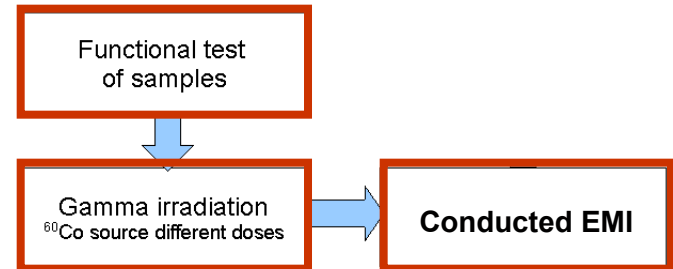 Functional test
of samples
Gamma irradiation
⁶⁰Co source different doses
Conducted EMI